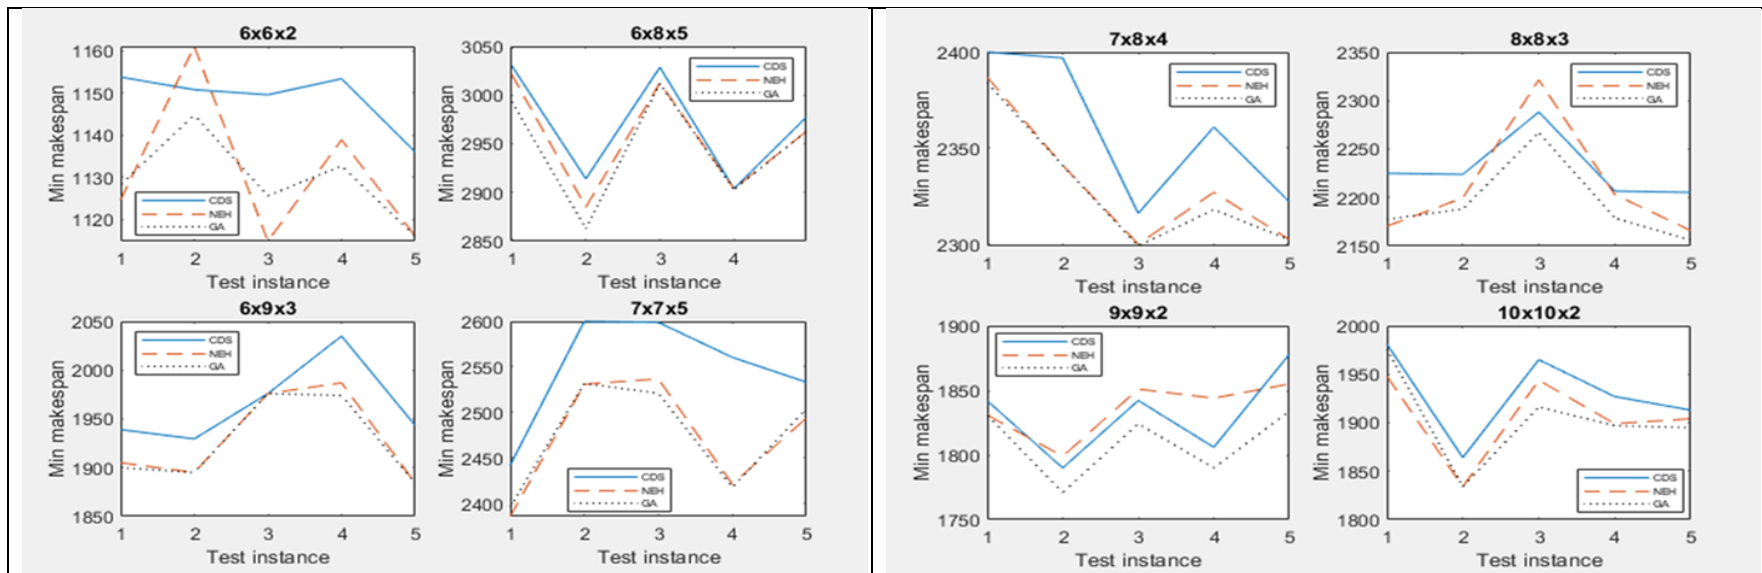 6x6x2
Min makespan
1160
1150
1140
1130
1120
CDS
NEH
GA
1 2 3 4 5
Test instance
6x8x5
Min makespan
3050
3000
2950
2900
2850
CDS
NEH
GA
1 2 3 4
Test instance
6x9x3
Min makespan
2050
2000
1950
1900
1850
CDS
NEH
GA
1 2 3 4 5
Test instance
7x7x5
Min makespan
2600
2550
2500
2450
2400
CDS
NEH
GA
1 2 3 4 5
Test instance
7x8x4
Min makespan
2400
2350
2300
CDS
NEH
GA
1 2 3 4 5
Test instance
8x8x3
Min makespan
2350
2300
2250
2200
2150
CDS
NEH
GA
1 2 3 4 5
Test instance
9x9x2
Min makespan
1900
1850
1800
1750
CDS
NEH
GA
1 2 3 4 5
Test instance
10x10x2
Min makespan
2000
1950
1900
1850
1800
CDS
NEH
GA
1 2 3 4 5
Test instance